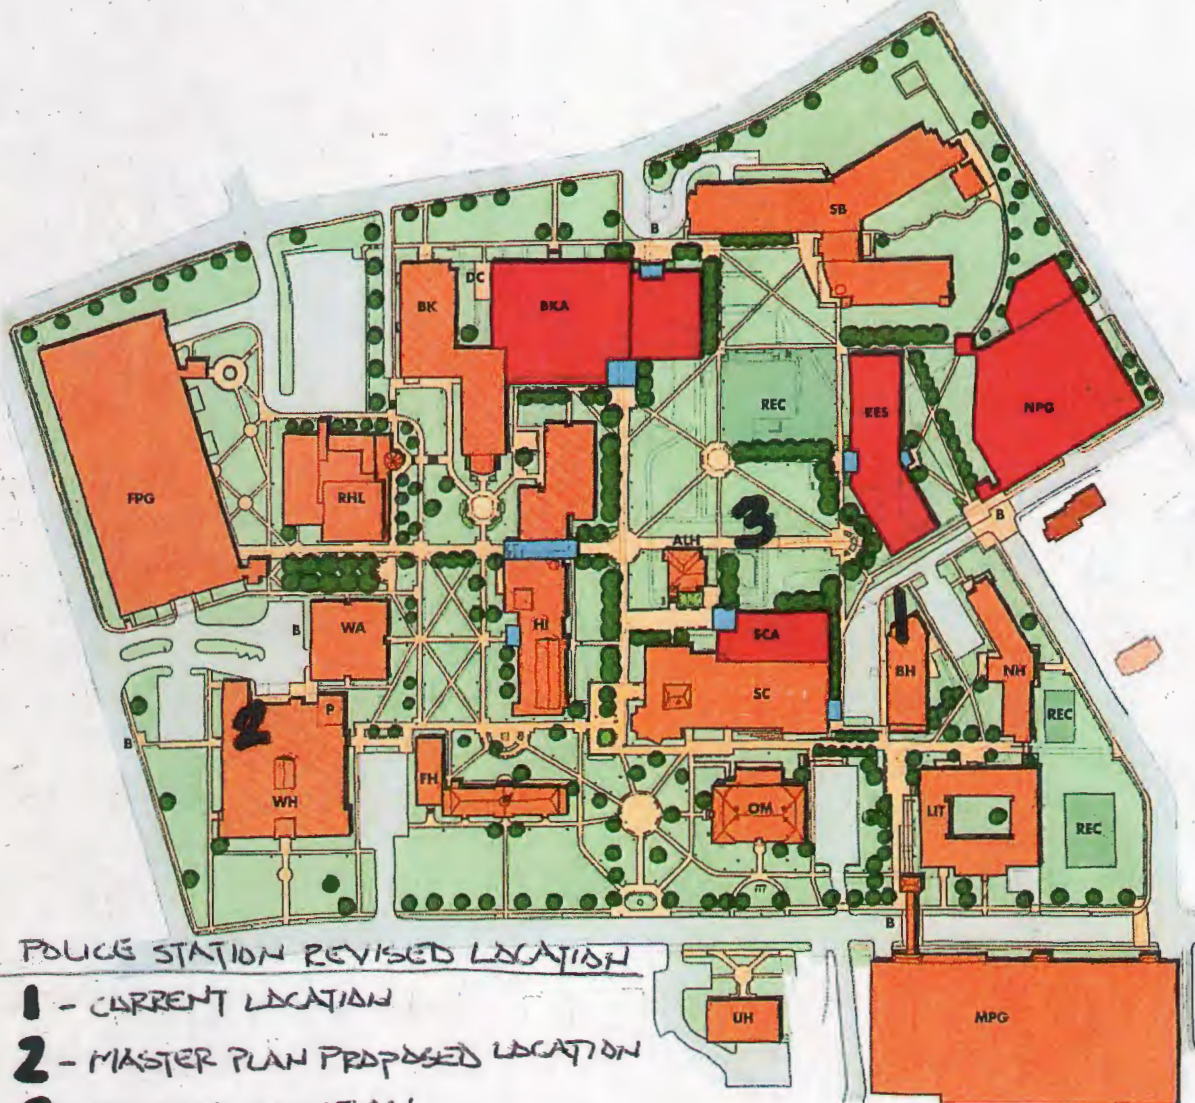 SB
B
DC
BK
BKA
REC
EES
NPG
FPG
RHL
B
3
ALH
1
B
WA
HI
SCA
BH
NH
SC
2
P
REC
B
WH
FH
OM
LIT
REC
B
POLICE STATION REVISED LOCATION
1 - CURRENT LOCATION
2 - MASTER PLAN PROPOSED LOCATION
UH
MPG